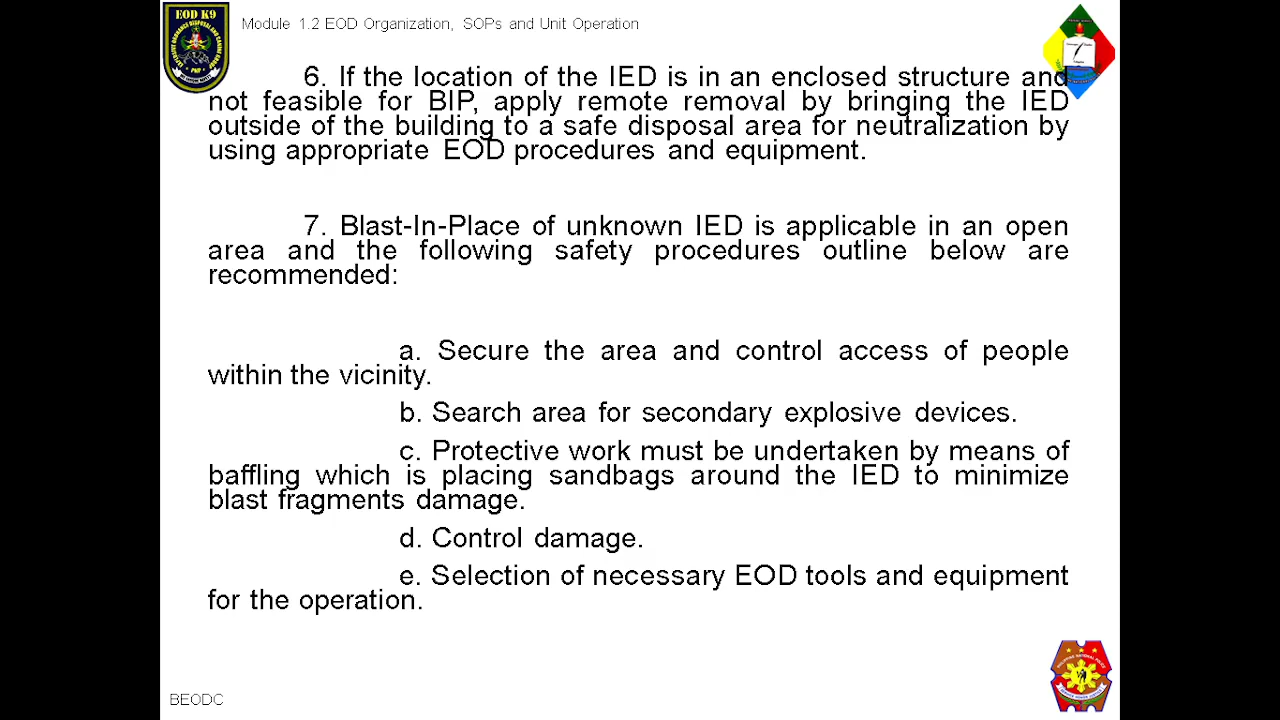 EOD K9
Module 1.2 EOD Organization, SOPs and Unit Operation
6. If the location of the IED is in an enclosed structure and
not feasible for BIP, apply remote removal by bringing the IED
outside of the building to a safe disposal area for neutralization by
using appropriate EOD procedures and equipment.
7. Blast-In-Place of unknown IED is applicable in an open
area and the following safety procedures outline below are
recommended:
a. Secure the area and control access of people
within the vicinity.
b. Search area for secondary explosive devices.
c. Protective work must be undertaken by means of
baffling which is placing sandbags around the IED to minimize
blast fragments damage.
d. Control damage.
e. Selection of necessary EOD tools and equipment
for the operation.
BEODC